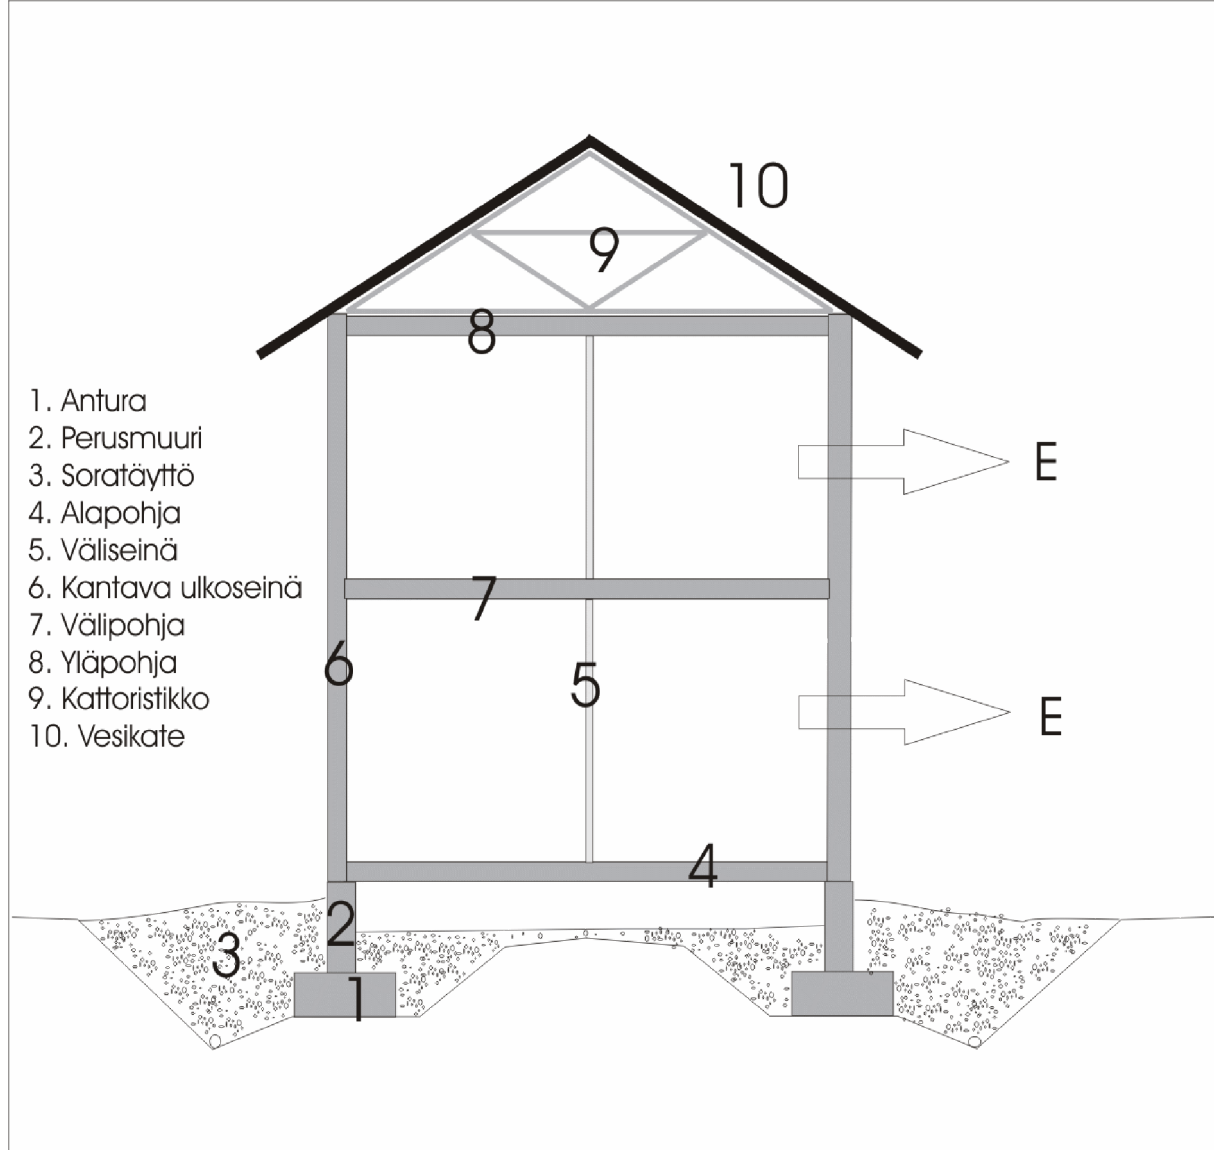 10
9
8
1. Antura
2. Perusmuuri
3. Soratäyttö
4. Alapohja
5. Väliseinä
6. Kantava ulkoseinä
7. Välipohja
8. Yläpohja
9. Kattoristikko
10. Vesikate
E
7
6
5
E
4
2
3
1